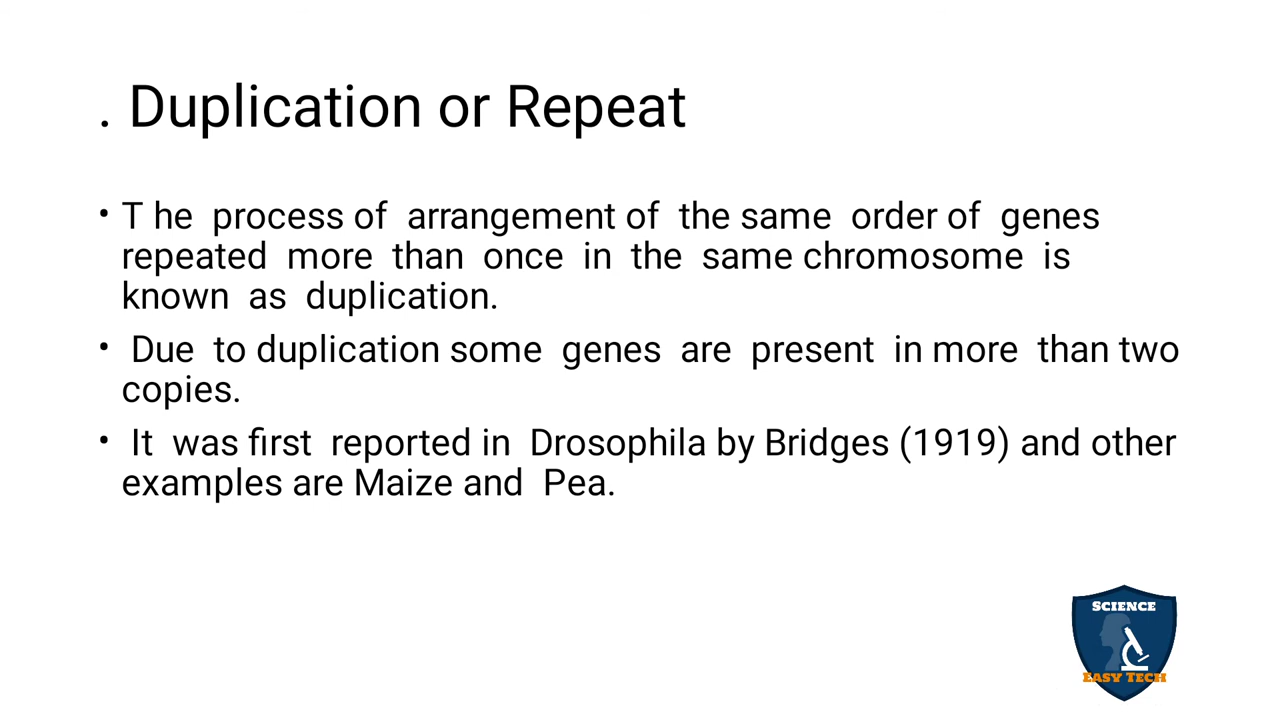 . Duplication or Repeat
• T he process of arrangement of the same order of genes
repeated more than once in the same chromosome is
known as duplication.
• Due to duplication some genes are present in more than two
copies.
• It was first reported in Drosophila by Bridges (1919) and other
examples are Maize and Pea.
SCIENCE
EASY TECH